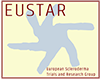 EUSTAR
European Scleroderma
Trials and Research Group